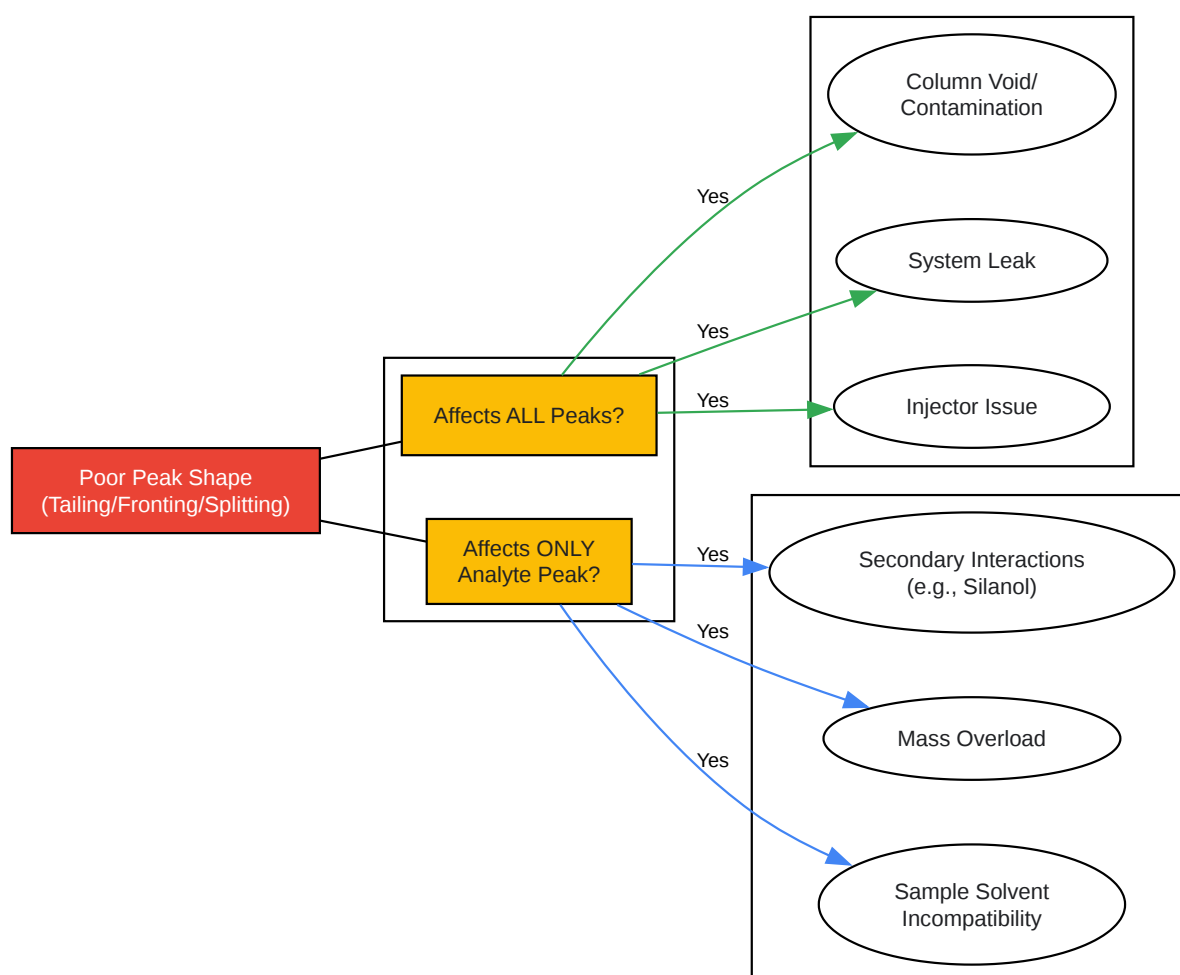 Poor Peak Shape
(Tailing/Fronting/Splitting)
Affects ALL Peaks?
Affects ONLY
Analyte Peak?
Yes
Yes
Yes
Yes
Yes
Yes
Column Void/
Contamination
System Leak
Injector Issue
Secondary Interactions
(e.g., Silanol)
Mass Overload
Sample Solvent
Incompatibility